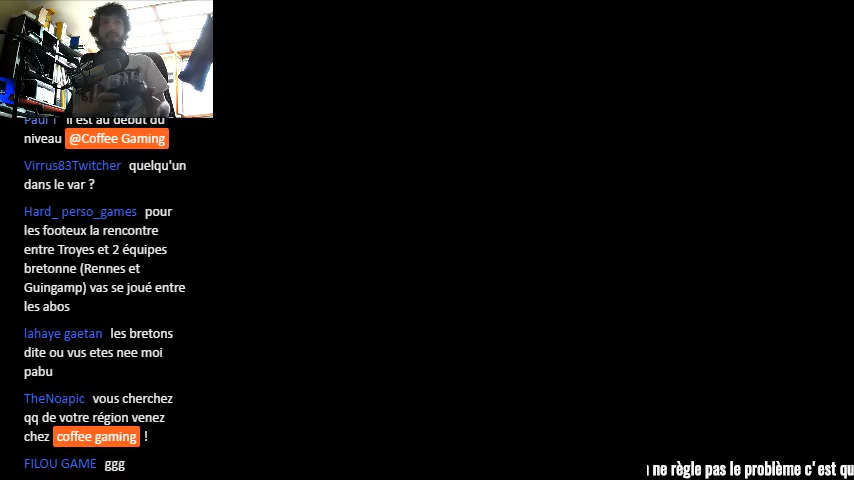 Paul T il est au début du
niveau @Coffee Gaming
Virrus83Twitcher quelqu'un
dans le var ?
Hard_ perso_games pour
les footeux la rencontre
entre Troyes et 2 équipes
bretonne (Rennes et
Guingamp) vas se joué entre
les abos
lahaye gaetan les bretons
dite ou vus etes nee moi
pabu
TheNoapic vous cherchez
qq de votre région venez
chez coffee gaming !
FILOU GAME ggg
ne règle pas le problème c'est qu